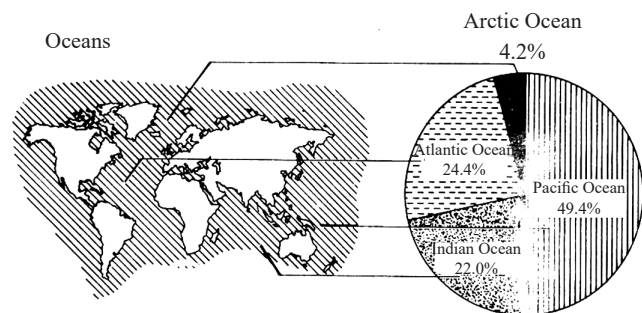 Arctic Ocean
4.2%
Oceans
Atlantic Ocean
24.4%
Pacific Ocean
49.4%
Indian Ocean
22.0%